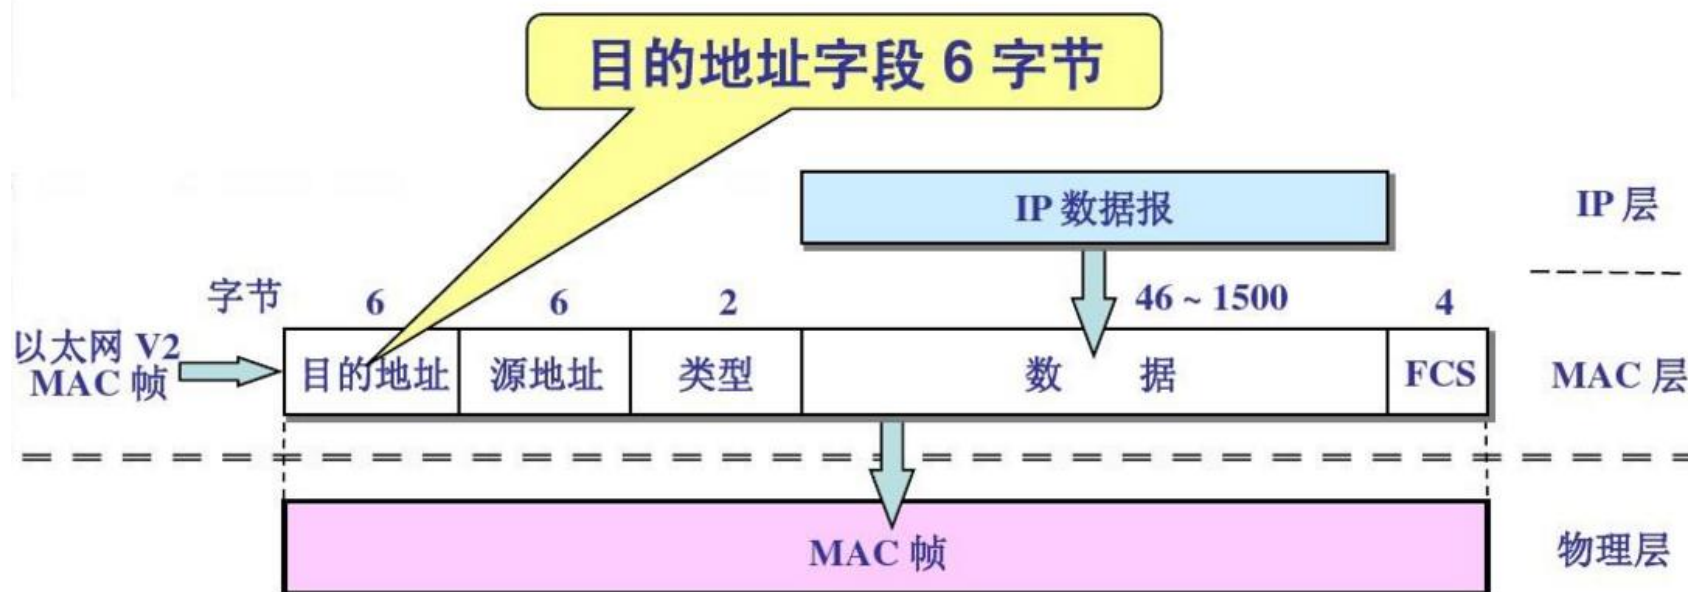 目的地址字段 6 字节
IP 数据报
IP 层
字节
6
6
2
46 ~ 1500
4
以太网 V2
MAC 帧
目的地址
源地址
类型
数 据
FCS
MAC 层
MAC 帧
物理层